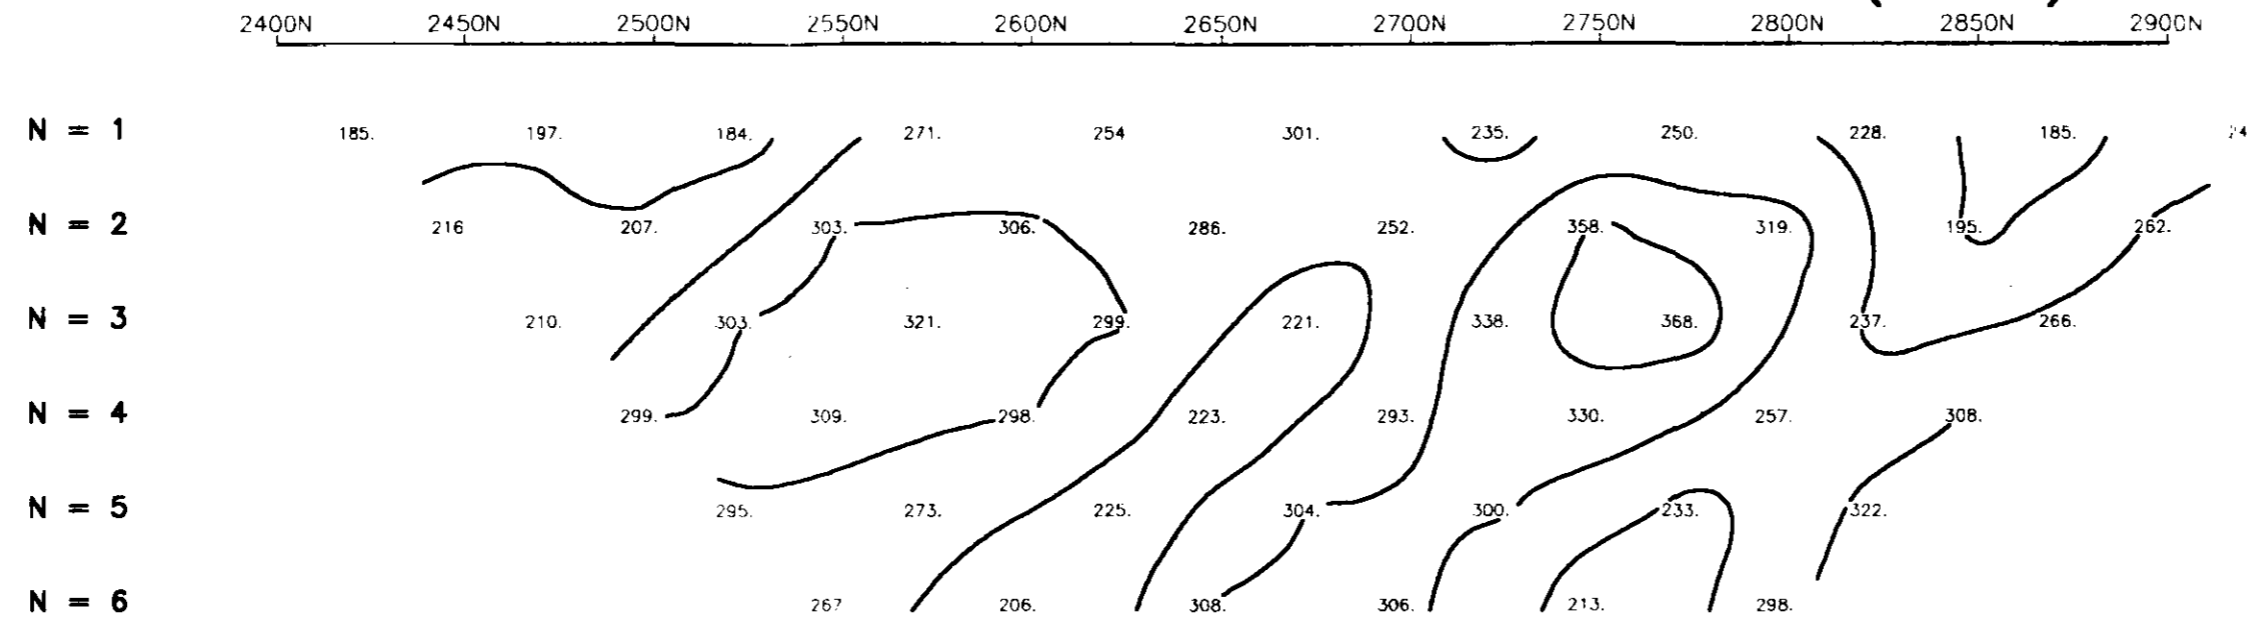 2400N 2450N 2500N 2550N 2600N 2650N 2700N 2750N 2800N 2850N 2900N
N = 1 185. 197. 184. 271. 254 301. 235. 250. 228. 185.
N = 2 216 207. 303. 306. 286. 252. 358. 319. 195. 262.
N = 3 210. 303. 321. 299. 221. 338. 368. 237. 266.
N = 4 299. 309. 298. 223. 293. 330. 257. 308.
N = 5 295. 273. 225. 304. 300. 233. 322.
N = 6 267 206. 308. 306. 213. 298.